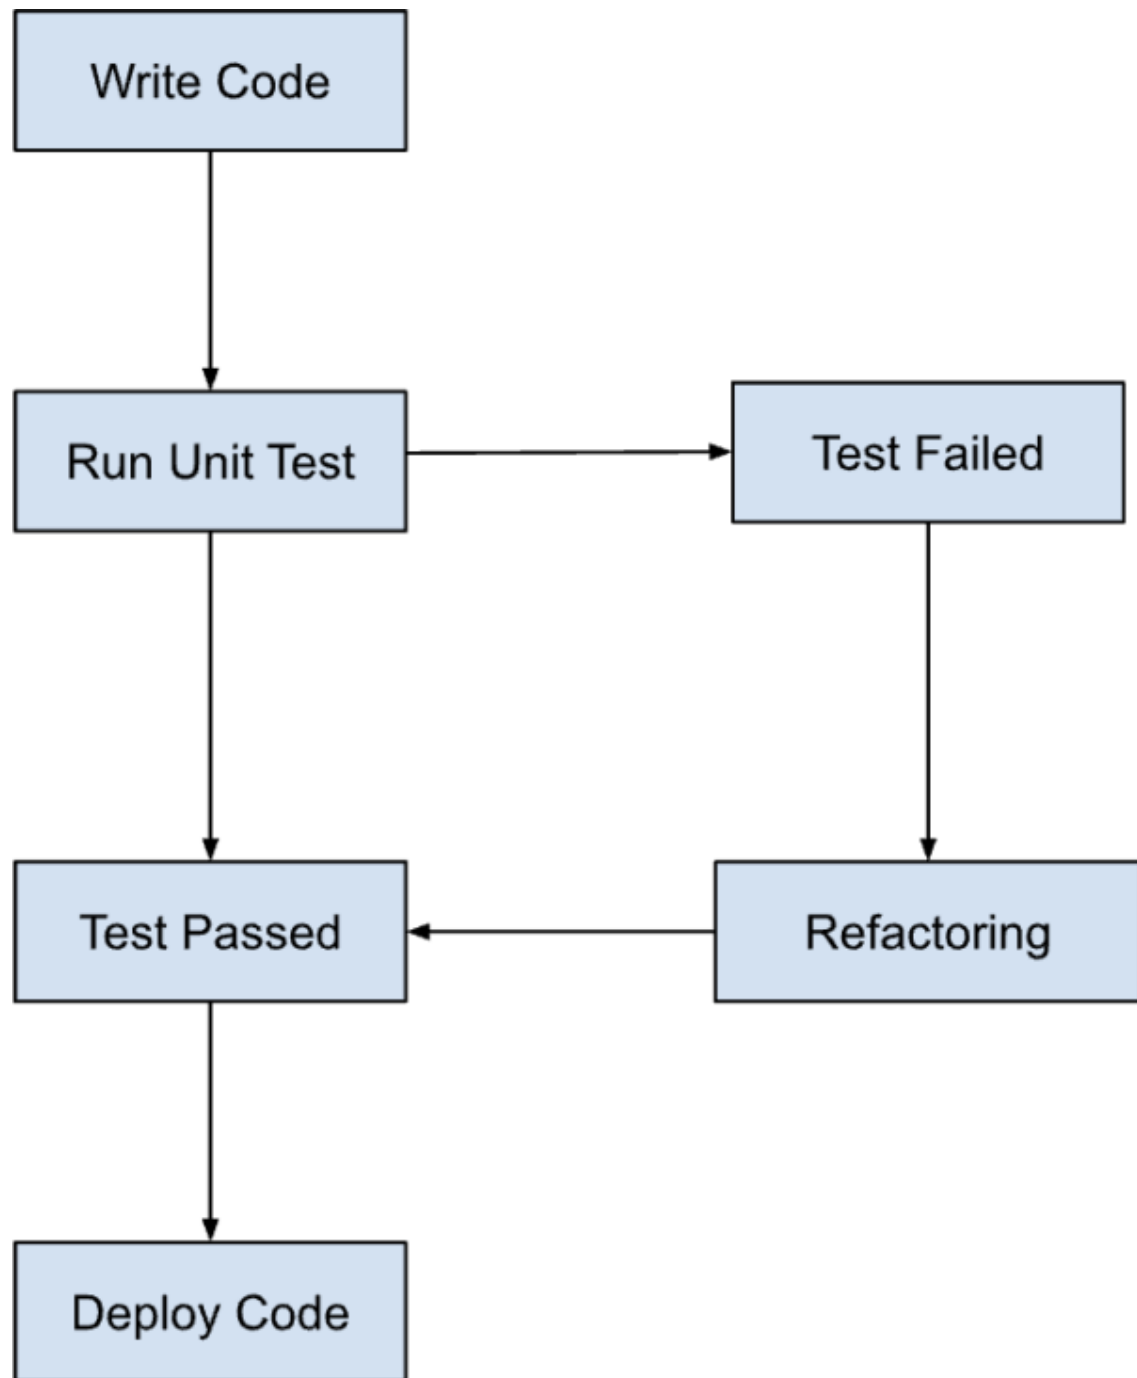 Write Code
Run Unit Test
Test Failed
Test Passed
Refactoring
Deploy Code